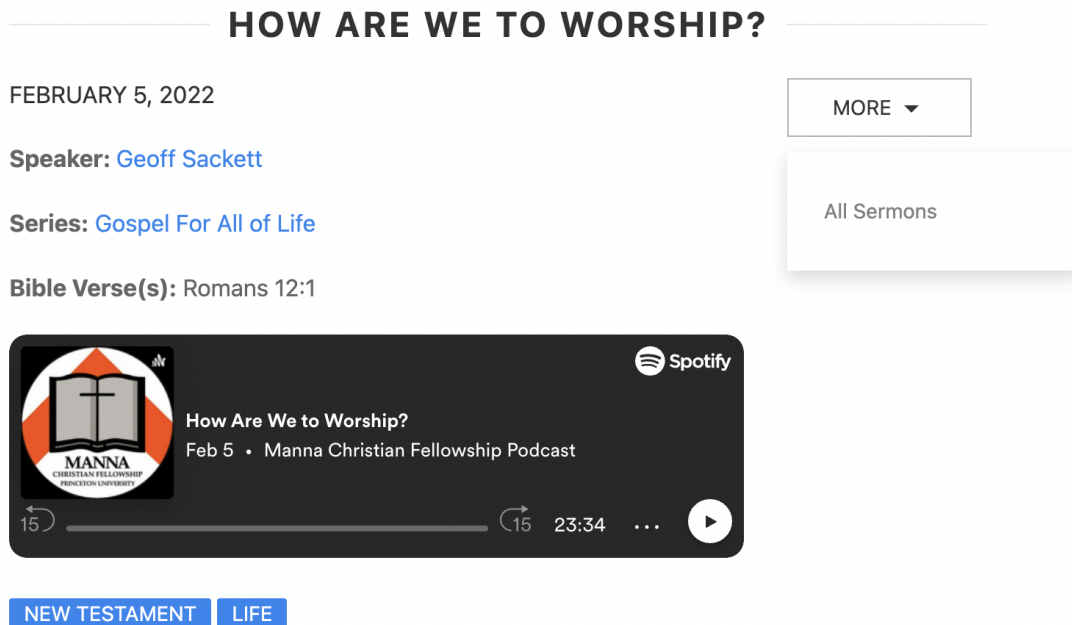 HOW ARE WE TO WORSHIP?
FEBRUARY 5, 2022
MORE
Speaker: Geoff Sackett
All Sermons
Series: Gospel For All of Life
Bible Verse(s): Romans 12:1
Spotify
How Are We to Worship?
Feb 5 • Manna Christian Fellowship Podcast
MANNA
CHRISTIAN FELLOWSHIP
PRINCETON UNIVERSITY
15 15 23:34 ...
NEW TESTAMENT LIFE